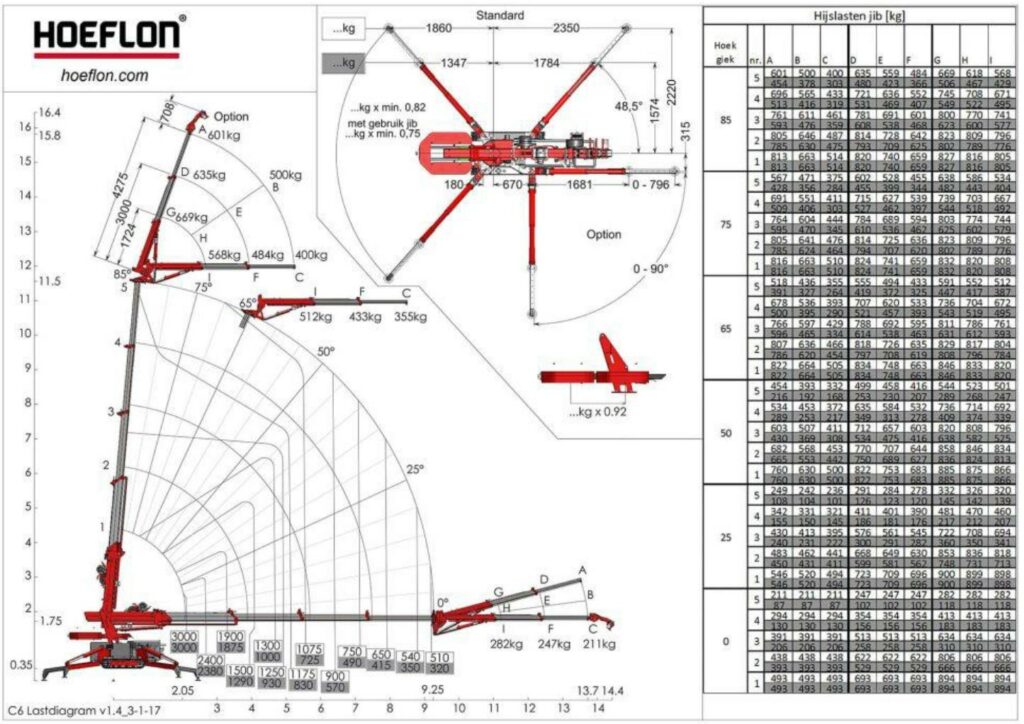 HOEFLON®
hoeflon.com
Standard
...kg
1860
2350
...kg
1347
1784
...kg x min. 0,82
met gebruik jib
...kg x min. 0,75
48,5°
1574
2220
315
180
670
1681
0 - 796
Option
0 - 90°
...kg x 0.92
16.4
15.8
15
14
13
12
11.5
11
10
9
8
7
6
5
4
3
2
1.75
0.35
708
Option
A
601kg
4275
3000
1724
D 635kg
500kg
B
G 669kg
E
H
568kg
484kg
400kg
I
F
C
85°
5
75°
65°
I
F
C
512kg
433kg
355kg
50°
4
3
2
1
25°
0°
A
D
G
B
E
H
I
F
C
282kg
247kg
211kg
3000
3000
2400
2380
1900
1875
1500
1290
1300
1000
1250
930
1075
725
1175
830
900
570
750
490
650
415
540
350
510
320
2.05
9.25
13.7 14.4
3 4 5 6 7 8 9 10 11 12 13 14
C6 Lastdiagram v1.4_3-1-17
Hijslasten jib [kg]
Hoek
giek
nr. A B C D E F G H I
85
5 601 500 400 635 559 484 669 618 568
454 378 303 480 423 366 506 467 429
4 696 565 433 721 636 552 745 708 671
513 416 319 531 469 407 549 522 495
3 761 611 461 781 691 601 800 770 741
593 476 359 608 538 468 623 600 577
2 805 646 487 814 728 642 823 809 796
785 630 475 793 709 625 802 789 776
1 813 663 514 820 740 659 827 816 805
813 663 514 820 740 659 827 816 805
75
5 567 471 375 602 528 455 638 586 534
428 356 284 455 399 344 482 443 404
4 691 551 411 715 627 539 739 703 667
509 406 303 527 462 397 544 518 492
3 764 604 444 784 689 594 803 774 744
595 470 345 610 536 462 625 602 579
2 805 641 476 814 725 636 823 809 796
785 624 464 794 707 620 802 789 776
1 816 663 510 824 741 659 832 820 808
816 663 510 824 741 659 832 820 808
65
5 518 436 355 555 494 433 591 552 512
391 327 264 419 372 325 447 417 387
4 678 536 393 707 620 533 736 704 672
500 395 290 521 457 393 543 519 495
3 766 597 429 788 692 595 811 786 761
596 465 334 614 538 463 631 612 593
2 807 636 466 818 726 635 829 817 804
786 620 454 797 708 619 808 796 784
1 822 664 505 834 748 663 846 833 820
822 664 505 834 748 663 846 833 820
50
5 454 393 332 499 458 416 544 523 501
216 192 168 253 230 207 289 268 247
4 534 453 372 635 584 532 736 714 692
289 253 217 349 313 278 409 374 339
3 603 507 411 712 657 603 820 808 796
430 369 308 534 475 416 638 582 525
2 682 568 453 770 707 644 858 846 834
665 553 442 750 689 627 836 824 813
1 760 630 500 822 753 683 885 875 866
760 630 500 822 753 683 885 875 866
25
5 249 242 236 291 284 278 332 326 320
108 104 101 126 123 120 145 142 139
4 342 331 321 411 401 390 481 470 460
155 150 145 186 181 176 217 212 207
3 430 413 395 576 561 545 722 708 694
240 231 222 300 291 282 360 350 341
2 483 462 441 668 649 630 853 836 818
450 431 411 599 581 562 748 731 713
1 546 520 494 723 709 696 900 899 898
546 520 494 723 709 696 900 899 898
0
5 211 211 211 247 247 247 282 282 282
87 87 87 102 102 102 118 118 118
4 294 294 294 354 354 354 413 413 413
130 130 130 156 156 156 183 183 183
3 391 391 391 513 513 513 634 634 634
206 206 206 258 258 258 310 310 310
2 438 438 438 622 622 622 806 806 806
393 393 393 529 529 529 666 666 666
1 493 493 493 693 693 693 894 894 894
493 493 493 693 693 693 894 894 894